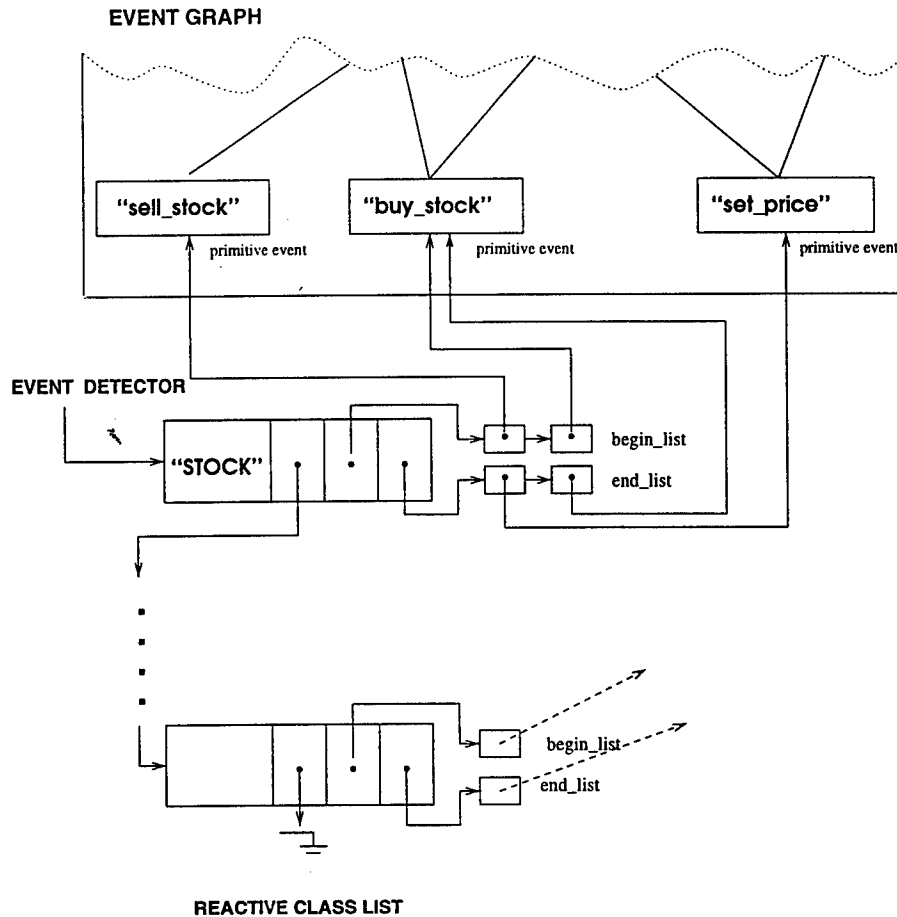 EVENT GRAPH
“sell_stock”
“buy_stock”
“set_price”
primitive event
primitive event
primitive event
EVENT DETECTOR
“STOCK”
begin_list
end_list
begin_list
end_list
REACTIVE CLASS LIST